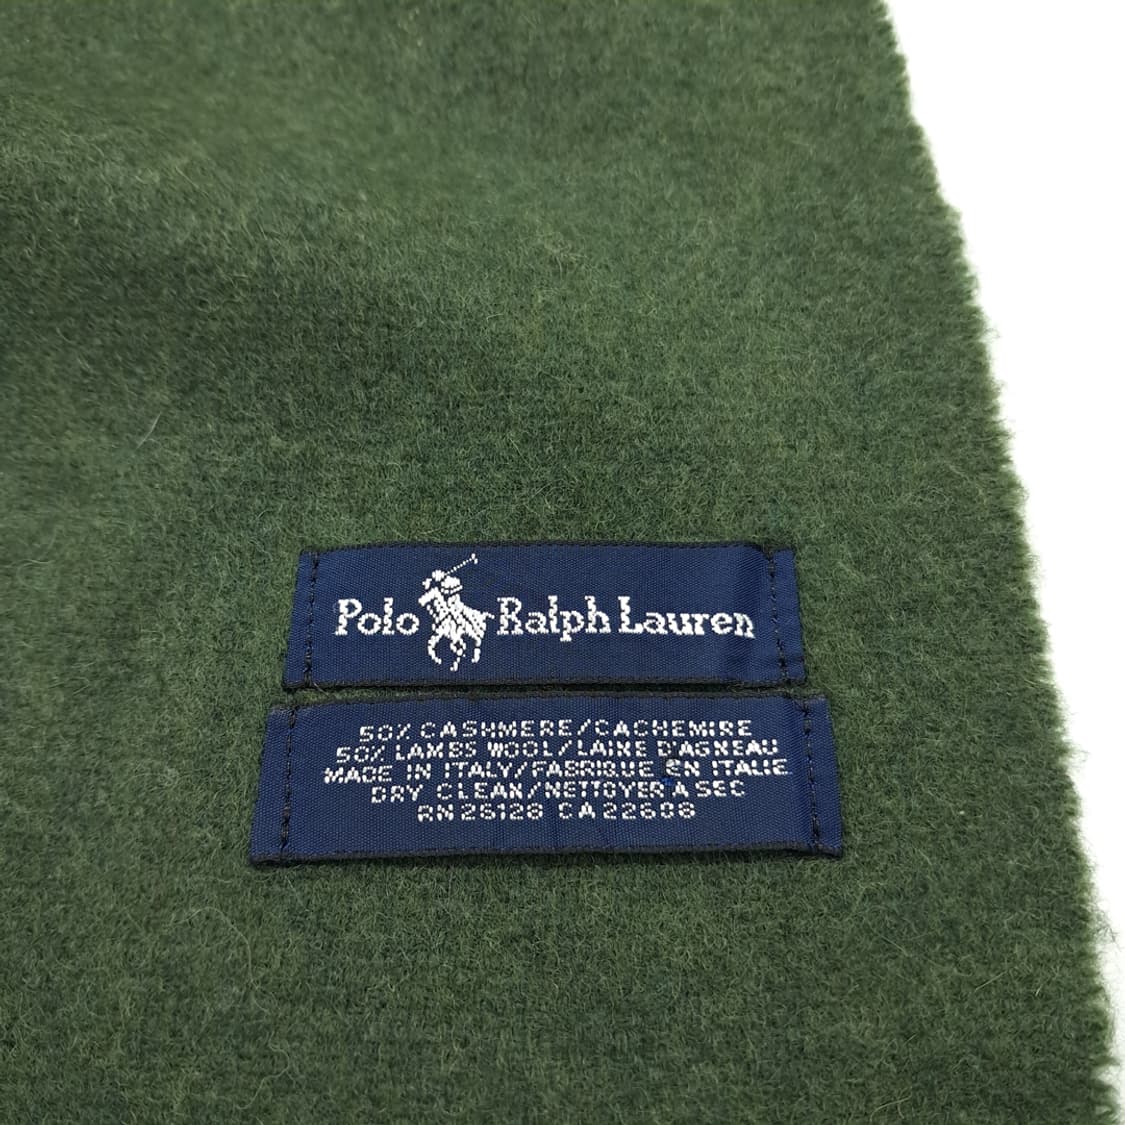 Polo Ralph Lauren
50% CASHMERE/CACHEMIRE
50% LAMBS WOOL/LAINE D'AGNEAU
MADE IN ITALY/FABRIQUE EN ITALIE
DRY CLEAN/NETTOYER A SEC
RN 26128 CA 22608